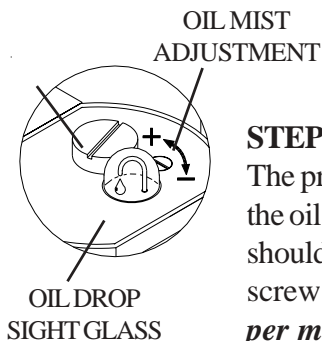 OIL MIST
ADJUSTMENT
+
−
STEP
The pr
the oil
should
screw
per m
OIL DROP
SIGHT GLASS